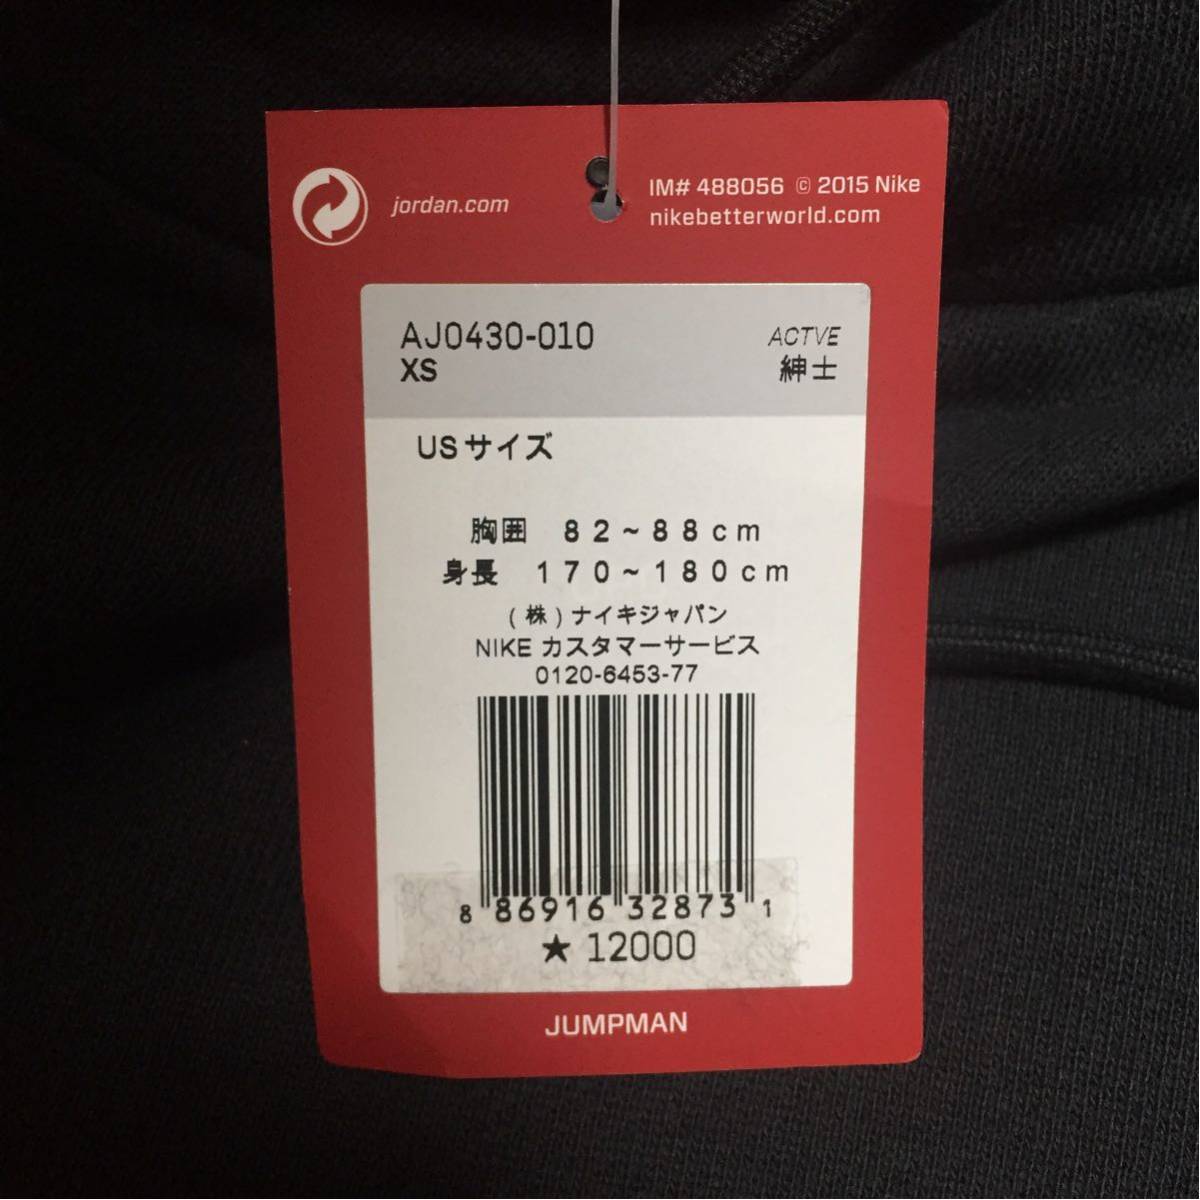 jordan.com
IM# 488056 © 2015 Nike
nikebetterworld.com
AJ0430-010
XS
ACTVE
紳士
USサイズ
胸囲 82~88cm
身長 170~180cm
(株)ナイキジャパン
NIKE カスタマーサービス
0120-6453-77
8 86916 32873 1
★ 12000
JUMPMAN